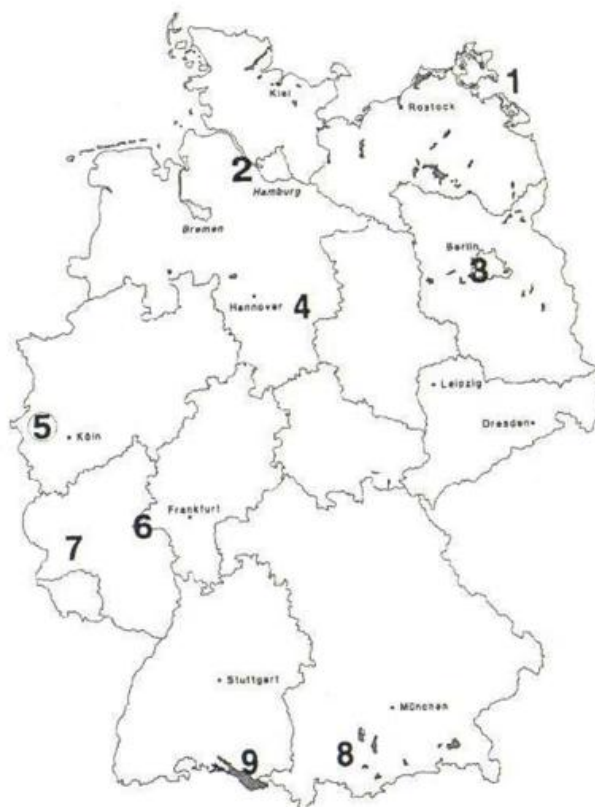 1
Kiel
Rostock
2
Hamburg
Bremen
Berlin
3
Hannover
4
Leipzig
5
Köln
Dresden
6
Frankfurt
7
Stuttgart
München
9
8